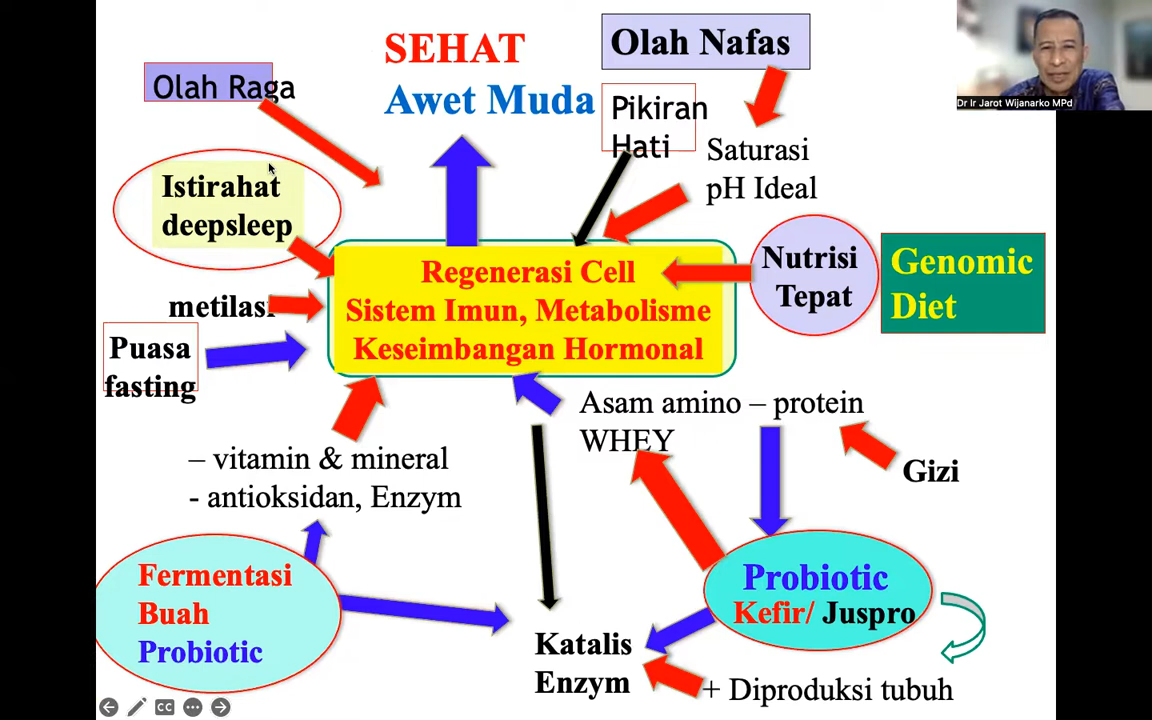 SEHAT
Awet Muda
Olah Nafas
Dr Ir Jarot Wijanarko MPd
Olah Raga
Pikiran
Hati
Saturasi
pH Ideal
Istirahat
deepsleep
Nutrisi
Tepat
Genomic
Diet
Regenerasi Cell
Sistem Imun, Metabolisme
Keseimbangan Hormonal
metilasi
Puasa
fasting
Asam amino – protein
WHEY
Gizi
– vitamin & mineral
- antioksidan, Enzym
Fermentasi
Buah
Probiotic
Probiotic
Kefir/ Juspro
Katalis
Enzym
+ Diproduksi tubuh
CC